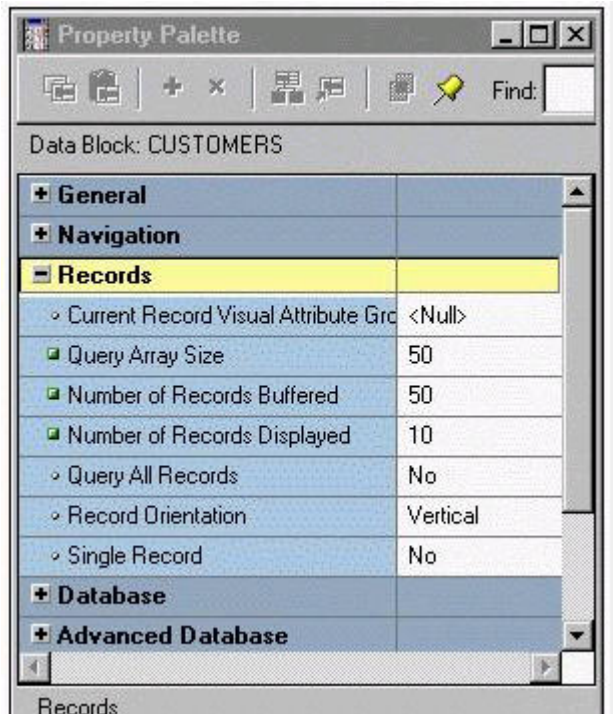 Property Palette
Find:
Data Block: CUSTOMERS
General
Navigation
Records
Current Record Visual Attribute Grc <Null>
Query Array Size 50
Number of Records Buffered 50
Number of Records Displayed 10
Query All Records No
Record Orientation Vertical
Single Record No
Database
Advanced Database
Records